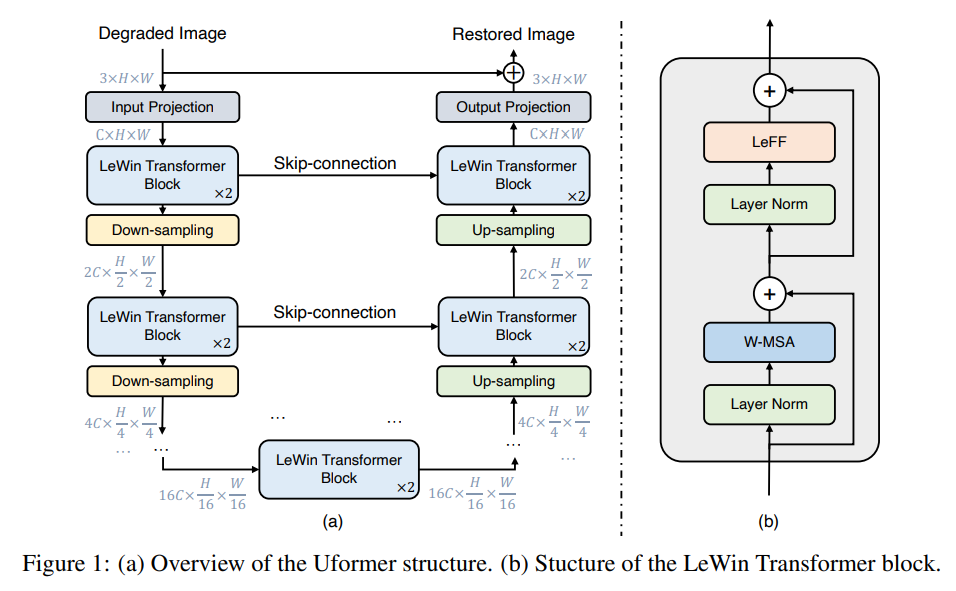 Degraded Image
Restored Image
3×H×W
3×H×W
Input Projection
Output Projection
C×H×W
C×H×W
LeWin Transformer
Block
×2
Skip-connection
LeWin Transformer
Block
×2
Down-sampling
Up-sampling
2C×H/2×W/2
2C×H/2×W/2
LeWin Transformer
Block
×2
Skip-connection
LeWin Transformer
Block
×2
Down-sampling
Up-sampling
4C×H/4×W/4
4C×H/4×W/4
...
...
...
...
...
...
LeWin Transformer
Block
×2
16C×H/16×W/16
16C×H/16×W/16
(a)
+
+
LeFF
Layer Norm
+
W-MSA
Layer Norm
(b)
Figure 1: (a) Overview of the Uformer structure. (b) Stucture of the LeWin Transformer block.